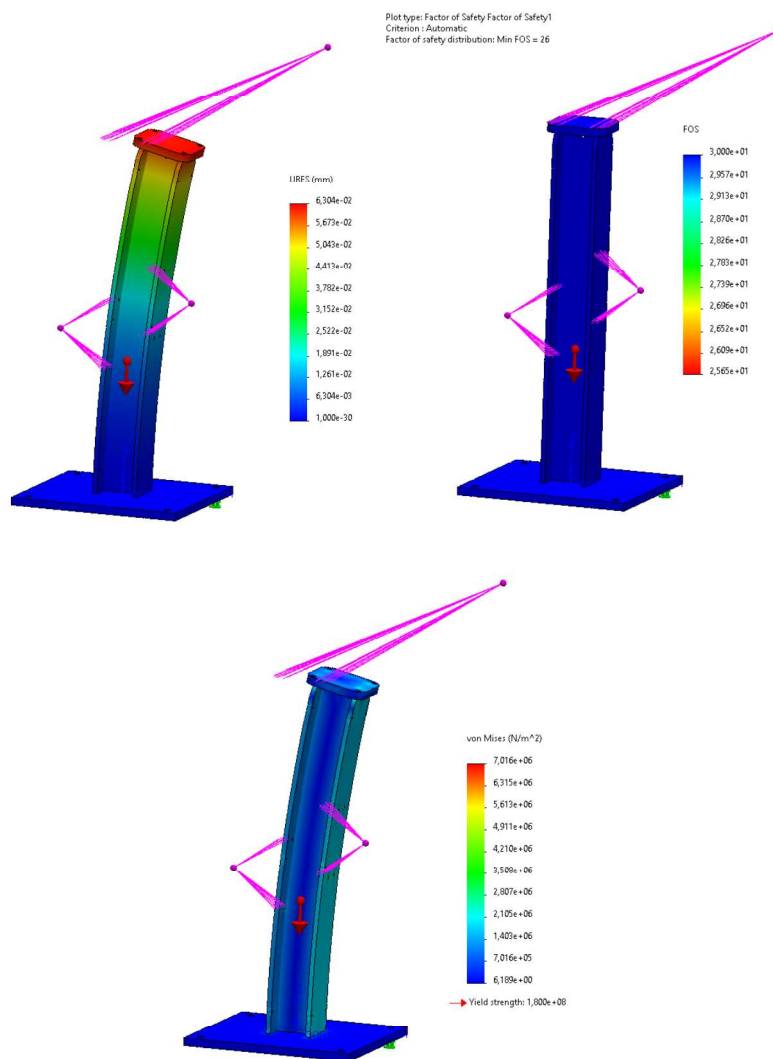 Plot type: Factor of Safety Factor of Safety1
Criterion : Automatic
Factor of safety distribution: Min FOS = 26
URES (mm)
6,304e-02
5,673e-02
5,043e-02
4,413e-02
3,782e-02
3,152e-02
2,522e-02
1,891e-02
1,261e-02
6,304e-03
1,000e-30
FOS
3,000e+01
2,957e+01
2,913e+01
2,870e+01
2,826e+01
2,783e+01
2,739e+01
2,696e+01
2,652e+01
2,609e+01
2,565e+01
von Mises (N/m^2)
7,016e+06
6,315e+06
5,613e+06
4,911e+06
4,210e+06
3,509e+06
2,807e+06
2,105e+06
1,403e+06
7,016e+05
6,189e+00
Yield strength: 1,800e+08